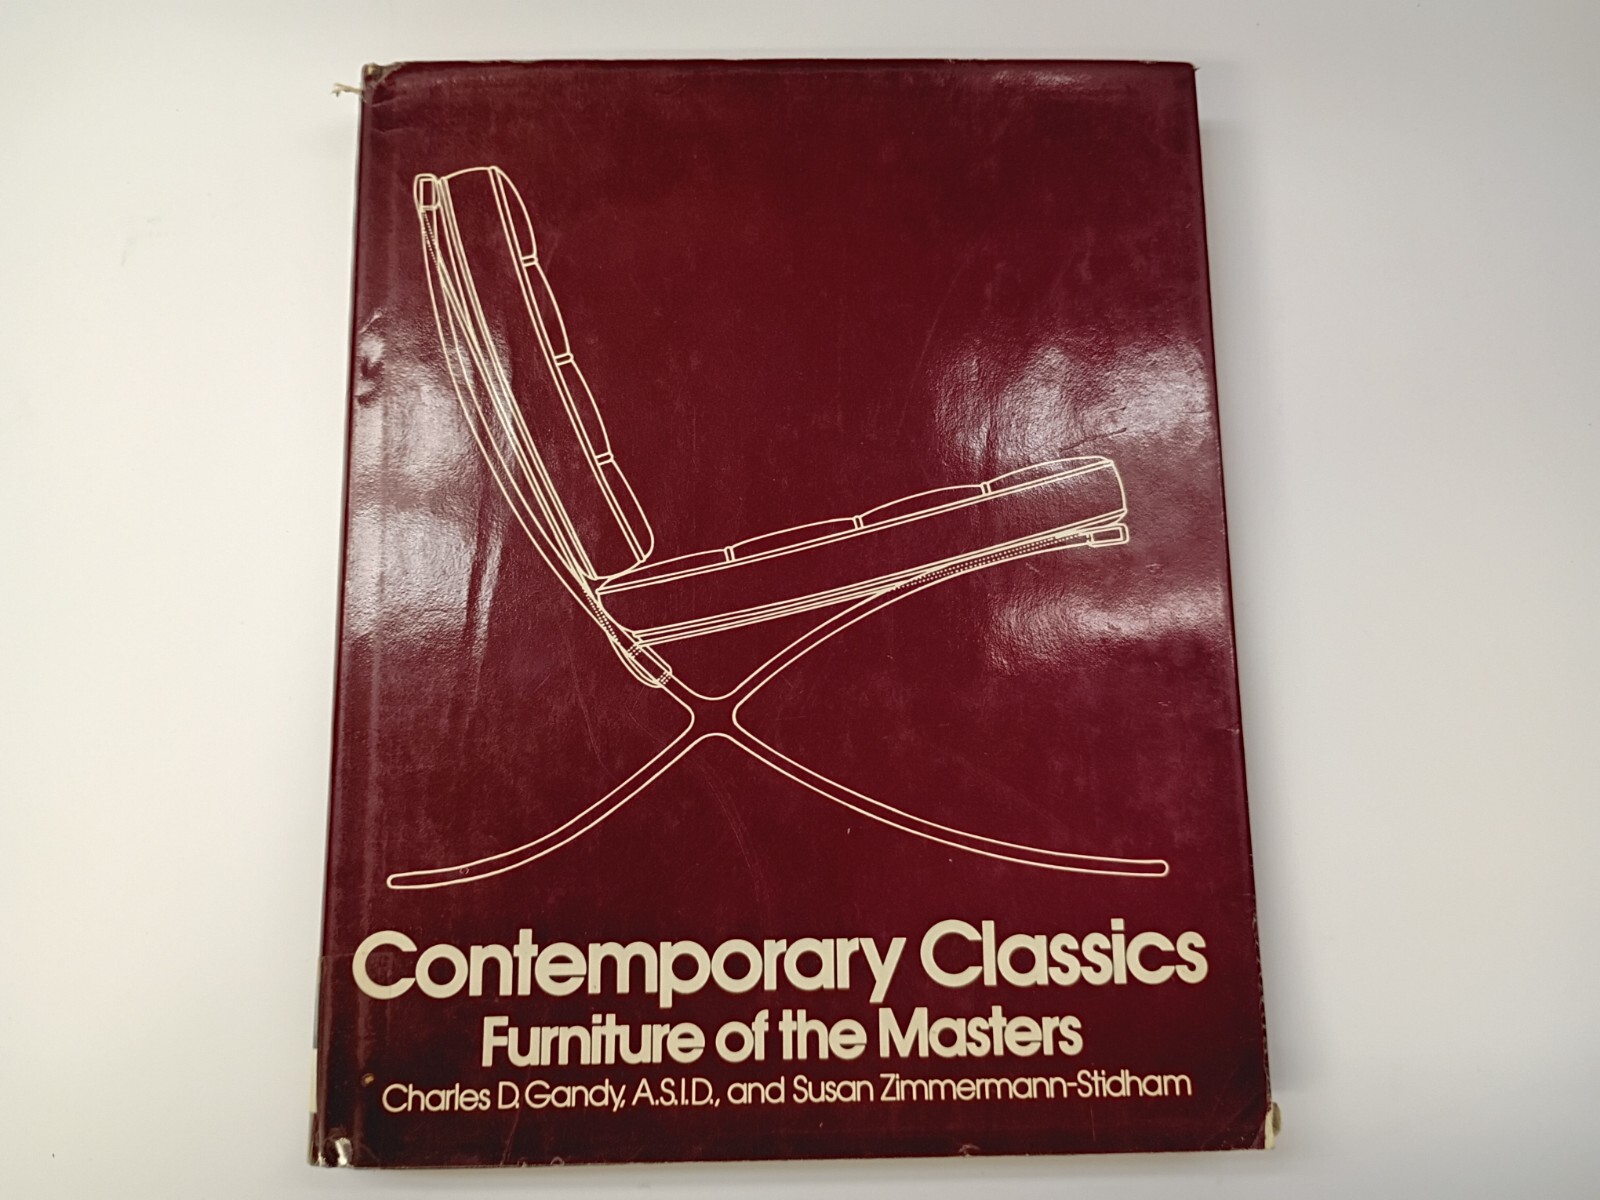 Contemporary Classics
Furniture of the Masters
Charles D. Gandy, A.S.I.D., and Susan Zimmermann-Stidham